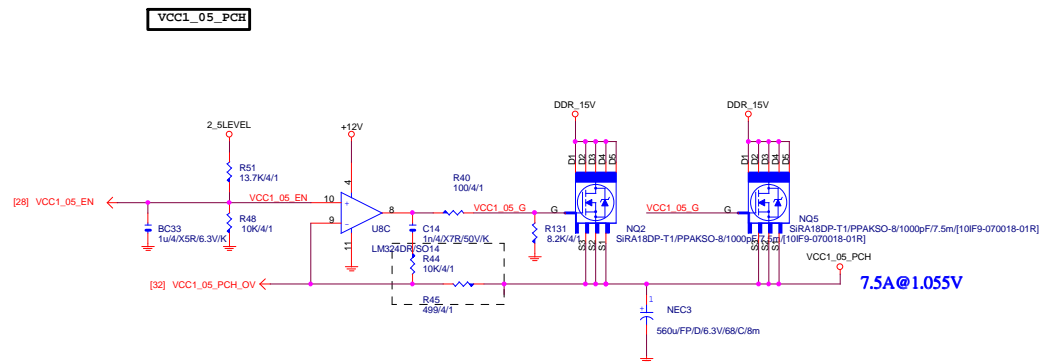 VCC1_05_PCH
DDR_15V
DDR_15V
2_5LEVEL
+12V
D1
D2
D3
D4
D5
D1
D2
D3
D4
D5
R51
13.7K/4/1
R40
100/4/1
4
[28] VCC1_05_EN
VCC1_05_EN
10
+
9
-
8
VCC1_05_G
G
VCC1_05_G
G
11
BC33
1u/4/X5R/6.3V/K
R48
10K/4/1
U8C
LM324DR/SO14
C14
1n/4/X7R/50V/K
R131
8.2K/4/1
NQ2
SiRA18DP-T1/PPAKSO-8/1000pF/7.5m/[10IF9-070018-01R]
NQ5
SiRA18DP-T1/PPAKSO-8/1000pF/7.5m/[10IF9-070018-01R]
S3
S2
S1
S3
S2
S1
R44
10K/4/1
VCC1_05_PCH
[32] VCC1_05_PCH_OV
7.5A@1.055V
R45
499/4/1
1
+
NEC3
560u/FP/D/6.3V/68/C/8m